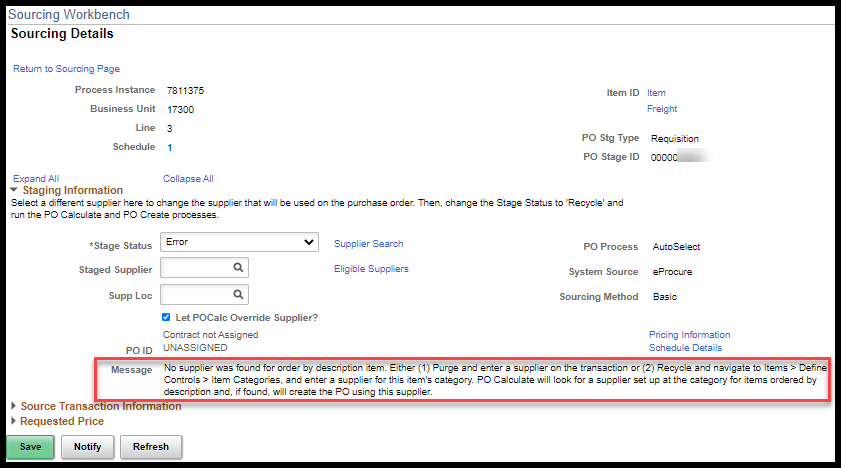 Sourcing Workbench
Sourcing Details
Return to Sourcing Page
Process Instance 7811375
Item ID Item
Business Unit 17300
Freight
Line 3
PO Stg Type Requisition
Schedule 1
PO Stage ID 00000
Expand All Collapse All
Staging Information
Select a different supplier here to change the supplier that will be used on the purchase order. Then, change the Stage Status to 'Recycle' and
run the PO Calculate and PO Create processes.
*Stage Status Error Supplier Search PO Process AutoSelect
Staged Supplier Eligible Suppliers System Source eProcure
Supp Loc Sourcing Method Basic
Let POCalc Override Supplier?
Contract not Assigned Pricing Information
PO ID UNASSIGNED Schedule Details
Message No supplier was found for order by description item. Either (1) Purge and enter a supplier on the transaction or (2) Recycle and navigate to Items > Define
Controls > Item Categories, and enter a supplier for this item's category. PO Calculate will look for a supplier set up at the category for items ordered by
description and, if found, will create the PO using this supplier.
Source Transaction Information
Requested Price
Save Notify Refresh